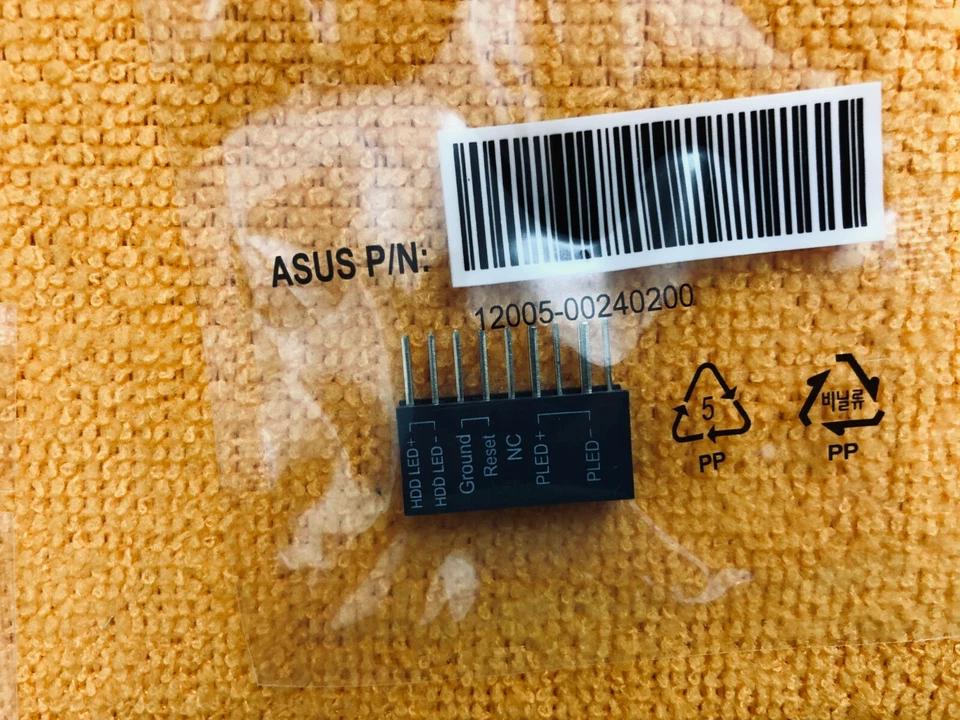 ASUS P/N:
12005-00240200
HDD LED+
HDD LED-
Ground
Reset
NC
PLED+
PLED-
5
PP
비닐류
PP